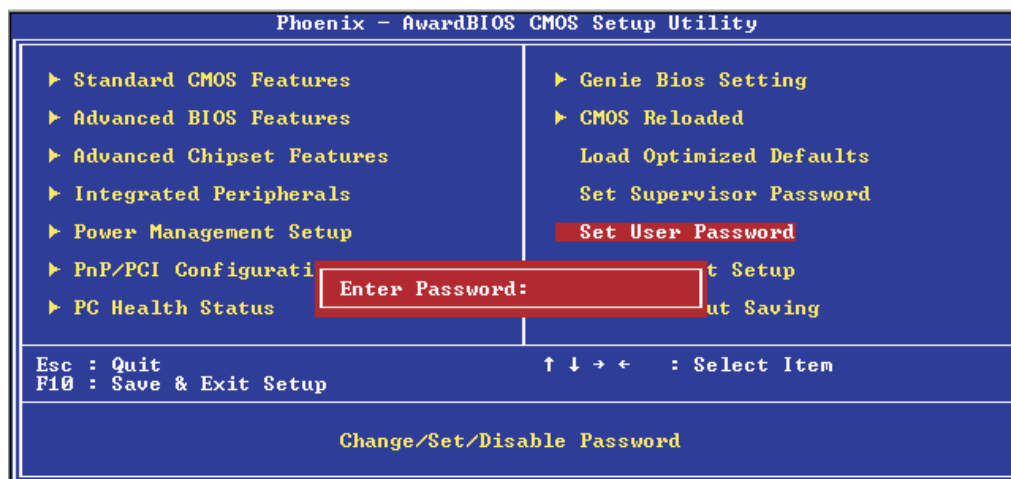 Phoenix - AwardBIOS CMOS Setup Utility
▶ Standard CMOS Features
▶ Advanced BIOS Features
▶ Advanced Chipset Features
▶ Integrated Peripherals
▶ Power Management Setup
▶ PnP/PCI Configurati
▶ PC Health Status
▶ Genie Bios Setting
▶ CMOS Reloaded
Load Optimized Defaults
Set Supervisor Password
Set User Password
t Setup
ut Saving
Enter Password:
Esc : Quit
F10 : Save & Exit Setup
↑ ↓ → ← : Select Item
Change/Set/Disable Password